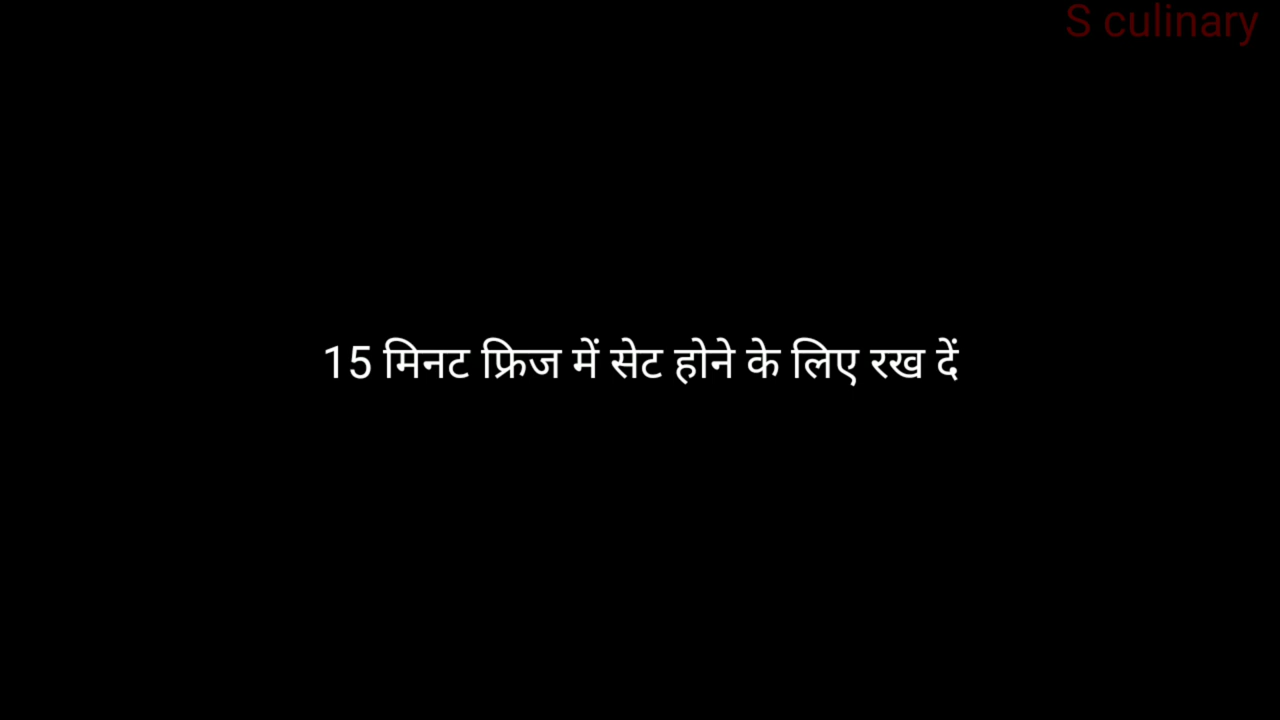 S culinary
15 मिनट फ्रिज में सेट होने के लिए रख दें